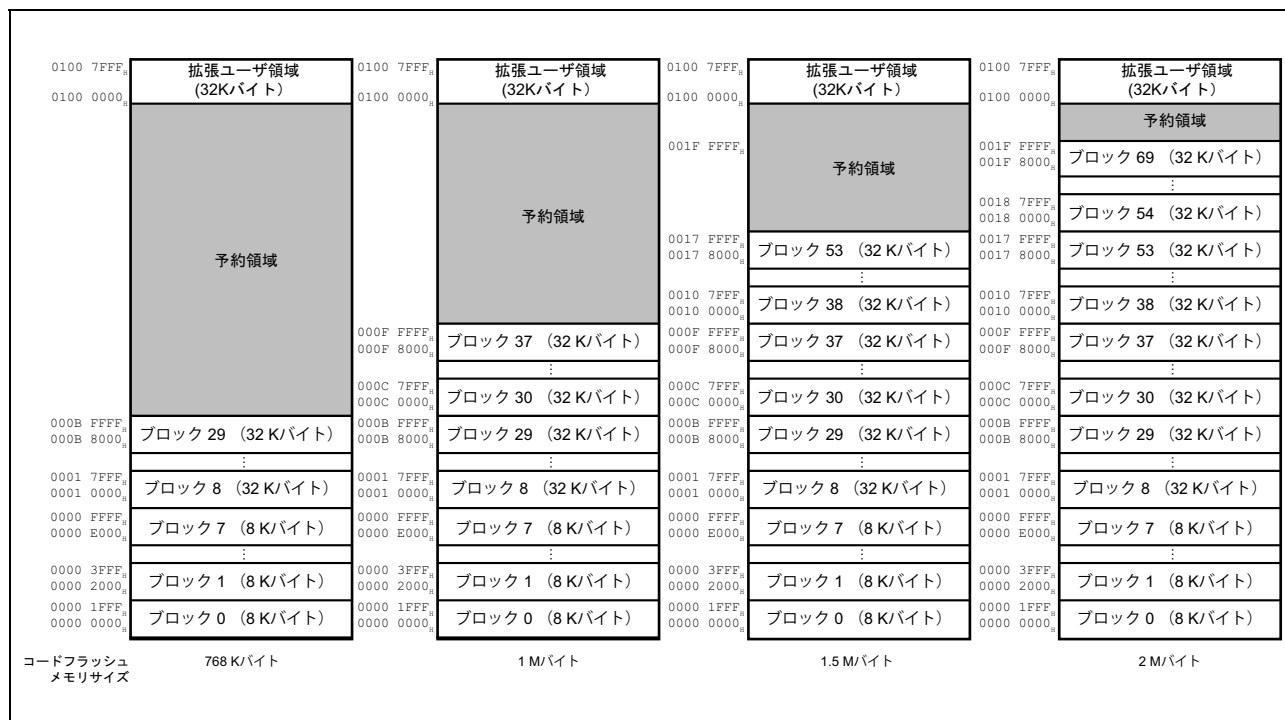 0100 7FFFH
0100 0000H
拡張ユーザ領域
(32Kバイト)
予約領域
000B FFFFH
000B 8000H
ブロック 29 (32 Kバイト)
⋮
0001 7FFFH
0001 0000H
ブロック 8 (32 Kバイト)
0000 FFFFH
0000 E000H
ブロック 7 (8 Kバイト)
⋮
0000 3FFFH
0000 2000H
ブロック 1 (8 Kバイト)
0000 1FFFH
0000 0000H
ブロック 0 (8 Kバイト)
0100 7FFFH
0100 0000H
拡張ユーザ領域
(32Kバイト)
予約領域
000F FFFFH
000F 8000H
ブロック 37 (32 Kバイト)
⋮
000C 7FFFH
000C 0000H
ブロック 30 (32 Kバイト)
000B FFFFH
000B 8000H
ブロック 29 (32 Kバイト)
⋮
0001 7FFFH
0001 0000H
ブロック 8 (32 Kバイト)
0000 FFFFH
0000 E000H
ブロック 7 (8 Kバイト)
⋮
0000 3FFFH
0000 2000H
ブロック 1 (8 Kバイト)
0000 1FFFH
0000 0000H
ブロック 0 (8 Kバイト)
0100 7FFFH
0100 0000H
拡張ユーザ領域
(32Kバイト)
001F FFFFH
予約領域
0017 FFFFH
0017 8000H
ブロック 53 (32 Kバイト)
⋮
0010 7FFFH
0010 0000H
ブロック 38 (32 Kバイト)
000F FFFFH
000F 8000H
ブロック 37 (32 Kバイト)
⋮
000C 7FFFH
000C 0000H
ブロック 30 (32 Kバイト)
000B FFFFH
000B 8000H
ブロック 29 (32 Kバイト)
⋮
0001 7FFFH
0001 0000H
ブロック 8 (32 Kバイト)
0000 FFFFH
0000 E000H
ブロック 7 (8 Kバイト)
⋮
0000 3FFFH
0000 2000H
ブロック 1 (8 Kバイト)
0000 1FFFH
0000 0000H
ブロック 0 (8 Kバイト)
0100 7FFFH
0100 0000H
拡張ユーザ領域
(32Kバイト)
予約領域
001F FFFFH
001F 8000H
ブロック 69 (32 Kバイト)
⋮
0018 7FFFH
0018 0000H
ブロック 54 (32 Kバイト)
0017 FFFFH
0017 8000H
ブロック 53 (32 Kバイト)
⋮
0010 7FFFH
0010 0000H
ブロック 38 (32 Kバイト)
000F FFFFH
000F 8000H
ブロック 37 (32 Kバイト)
⋮
000C 7FFFH
000C 0000H
ブロック 30 (32 Kバイト)
000B FFFFH
000B 8000H
ブロック 29 (32 Kバイト)
⋮
0001 7FFFH
0001 0000H
ブロック 8 (32 Kバイト)
0000 FFFFH
0000 E000H
ブロック 7 (8 Kバイト)
⋮
0000 3FFFH
0000 2000H
ブロック 1 (8 Kバイト)
0000 1FFFH
0000 0000H
ブロック 0 (8 Kバイト)
コードフラッシュ
メモリサイズ
768 Kバイト
1 Mバイト
1.5 Mバイト
2 Mバイト